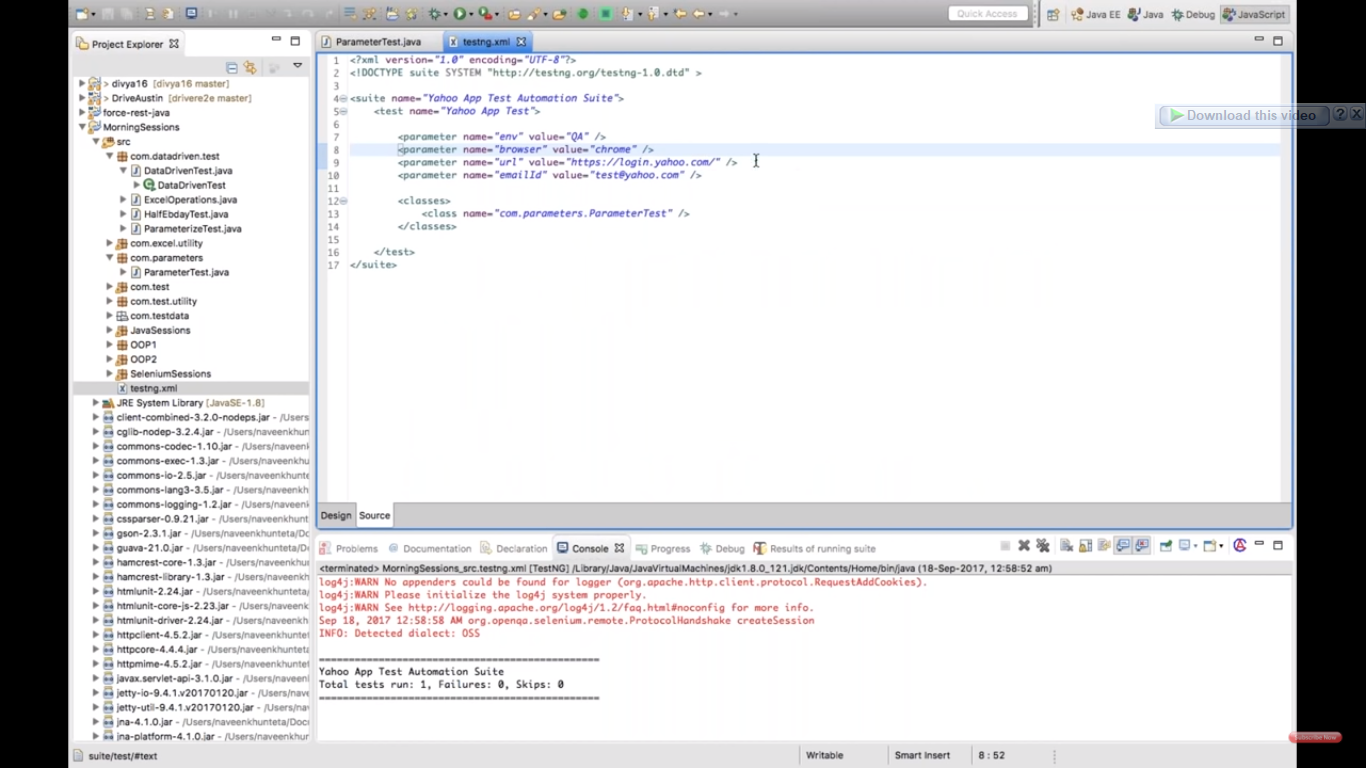 Quick Access
Java EE
Java
Debug
JavaScript
Project Explorer
> divya16 [divya16 master]
> DriveAustin [drivere2e master]
force-rest-java
MorningSessions
src
com.datadriven.test
DataDrivenTest.java
DataDrivenTest
ExcelOperations.java
HalfEbdayTest.java
ParameterizeTest.java
com.excel.utility
com.parameters
ParameterTest.java
com.test
com.test.utility
com.testdata
JavaSessions
OOP1
OOP2
SeleniumSessions
testng.xml
JRE System Library [JavaSE-1.8]
client-combined-3.2.0-nodeps.jar - /Users
cglib-nodep-3.2.4.jar - /Users/naveenkhunte
commons-codec-1.10.jar - /Users/naveenkh
commons-exec-1.3.jar - /Users/naveenkhun
commons-io-2.5.jar - /Users/naveenkhuntet
commons-lang3-3.5.jar - /Users/naveenkhu
commons-logging-1.2.jar - /Users/naveenkh
cssparser-0.9.21.jar - /Users/naveenkhunt
gson-2.3.1.jar - /Users/naveenkhunteta/Do
guava-21.0.jar - /Users/naveenkhunteta/Do
hamcrest-core-1.3.jar - /Users/naveenkhun
hamcrest-library-1.3.jar - /Users/naveenkhu
htmlunit-2.24.jar - /Users/naveenkhunteta/
htmlunit-core-js-2.23.jar - /Users/naveenkh
htmlunit-driver-2.24.jar - /Users/naveenkhu
httpclient-4.5.2.jar - /Users/naveenkhuntet
httpcore-4.4.4.jar - /Users/naveenkhunteta
httpmime-4.5.2.jar - /Users/naveenkhuntet
javax.servlet-api-3.1.0.jar - /Users/naveenk
jetty-io-9.4.1.v20170120.jar - /Users/navee
jetty-util-9.4.1.v20170120.jar - /Users/nave
jna-4.1.0.jar - /Users/naveenkhunteta/Docu
jna-platform-4.1.0.jar - /Users/naveenkhunt
ParameterTest.java
testng.xml
1 <?xml version="1.0" encoding="UTF-8"?>
2 <!DOCTYPE suite SYSTEM "http://testng.org/testng-1.0.dtd" >
3
4 <suite name="Yahoo App Test Automation Suite">
5 <test name="Yahoo App Test">
6
7 <parameter name="env" value="QA" />
8 <parameter name="browser" value="chrome" />
9 <parameter name="url" value="https://login.yahoo.com/" />
10 <parameter name="emailId" value="test@yahoo.com" />
11
12 <classes>
13 <class name="com.parameters.ParameterTest" />
14 </classes>
15
16 </test>
17 </suite>
Download this video
Design Source
Problems Documentation Declaration Console Progress Debug Results of running suite
<terminated> MorningSessions_src.testng.xml [TestNG] /Library/Java/JavaVirtualMachines/jdk1.8.0_121.jdk/Contents/Home/bin/java (18-Sep-2017, 12:58:52 am)
log4j:WARN No appenders could be found for logger (org.apache.http.client.protocol.RequestAddCookies).
log4j:WARN Please initialize the log4j system properly.
log4j:WARN See http://logging.apache.org/log4j/1.2/faq.html#noconfig for more info.
Sep 18, 2017 12:58:58 AM org.openqa.selenium.remote.ProtocolHandshake createSession
INFO: Detected dialect: OSS
===============================================
Yahoo App Test Automation Suite
Total tests run: 1, Failures: 0, Skips: 0
===============================================
Subscribe Now
suite/test/#text
Writable
Smart Insert
8 : 52